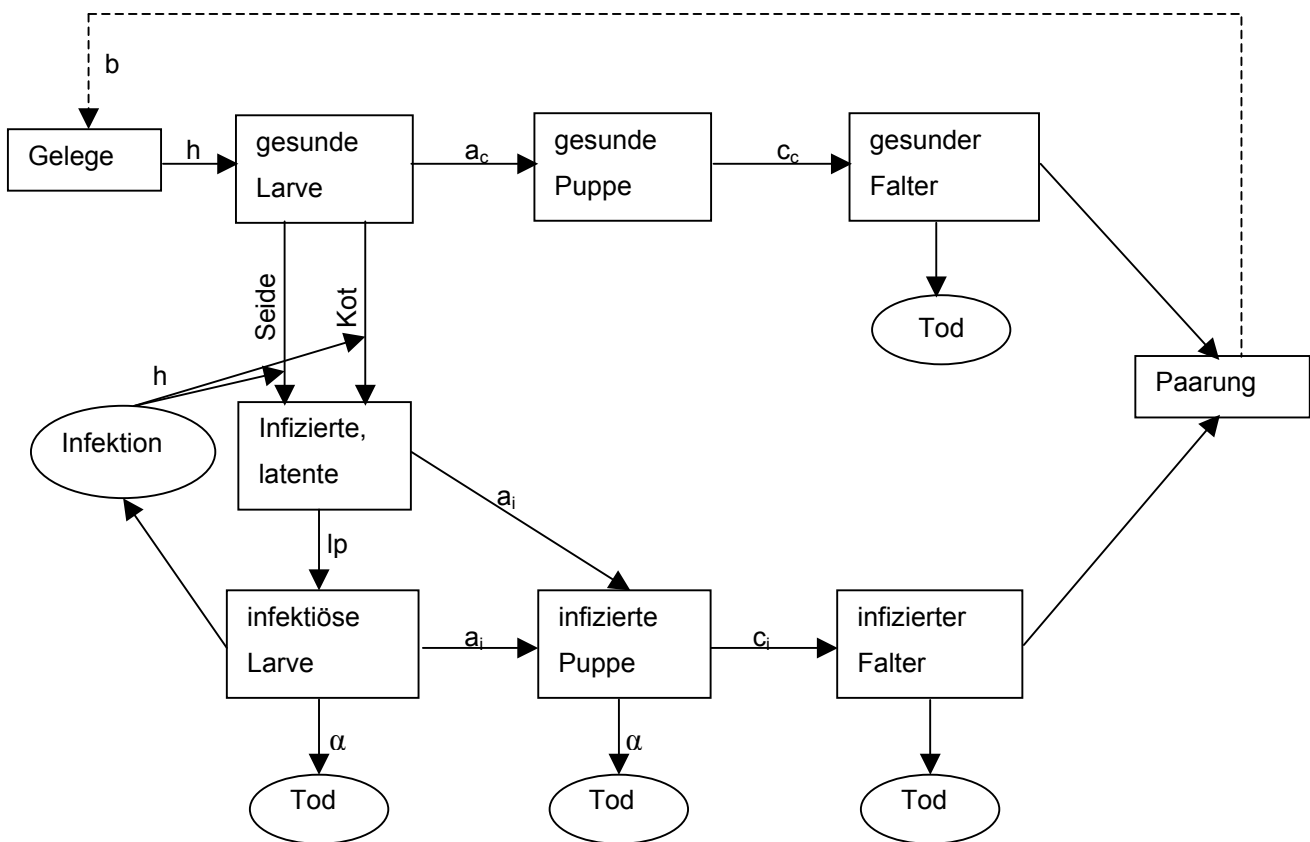 b
Gelege
h
gesunde
Larve
a_c
gesunde
Puppe
c_c
gesunder
Falter
Seide
Kot
Tod
h
Paarung
Infektion
Infizierte,
latente
a_i
lp
infektiöse
Larve
a_i
infizierte
Puppe
c_i
infizierter
Falter
α
α
Tod
Tod
Tod